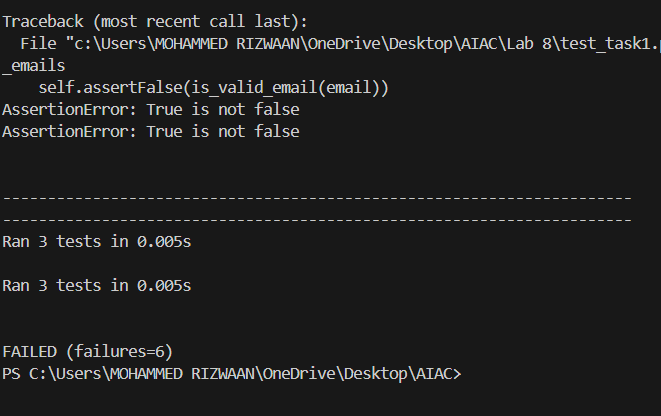 Traceback (most recent call last):
  File "c:\Users\MOHAMMED RIZWAAN\OneDrive\Desktop\AIAC\Lab 8\test_task1.p
_emails
    self.assertFalse(is_valid_email(email))
AssertionError: True is not false
AssertionError: True is not false
----------------------------------------------------------------------
----------------------------------------------------------------------
Ran 3 tests in 0.005s
Ran 3 tests in 0.005s
FAILED (failures=6)
PS C:\Users\MOHAMMED RIZWAAN\OneDrive\Desktop\AIAC>